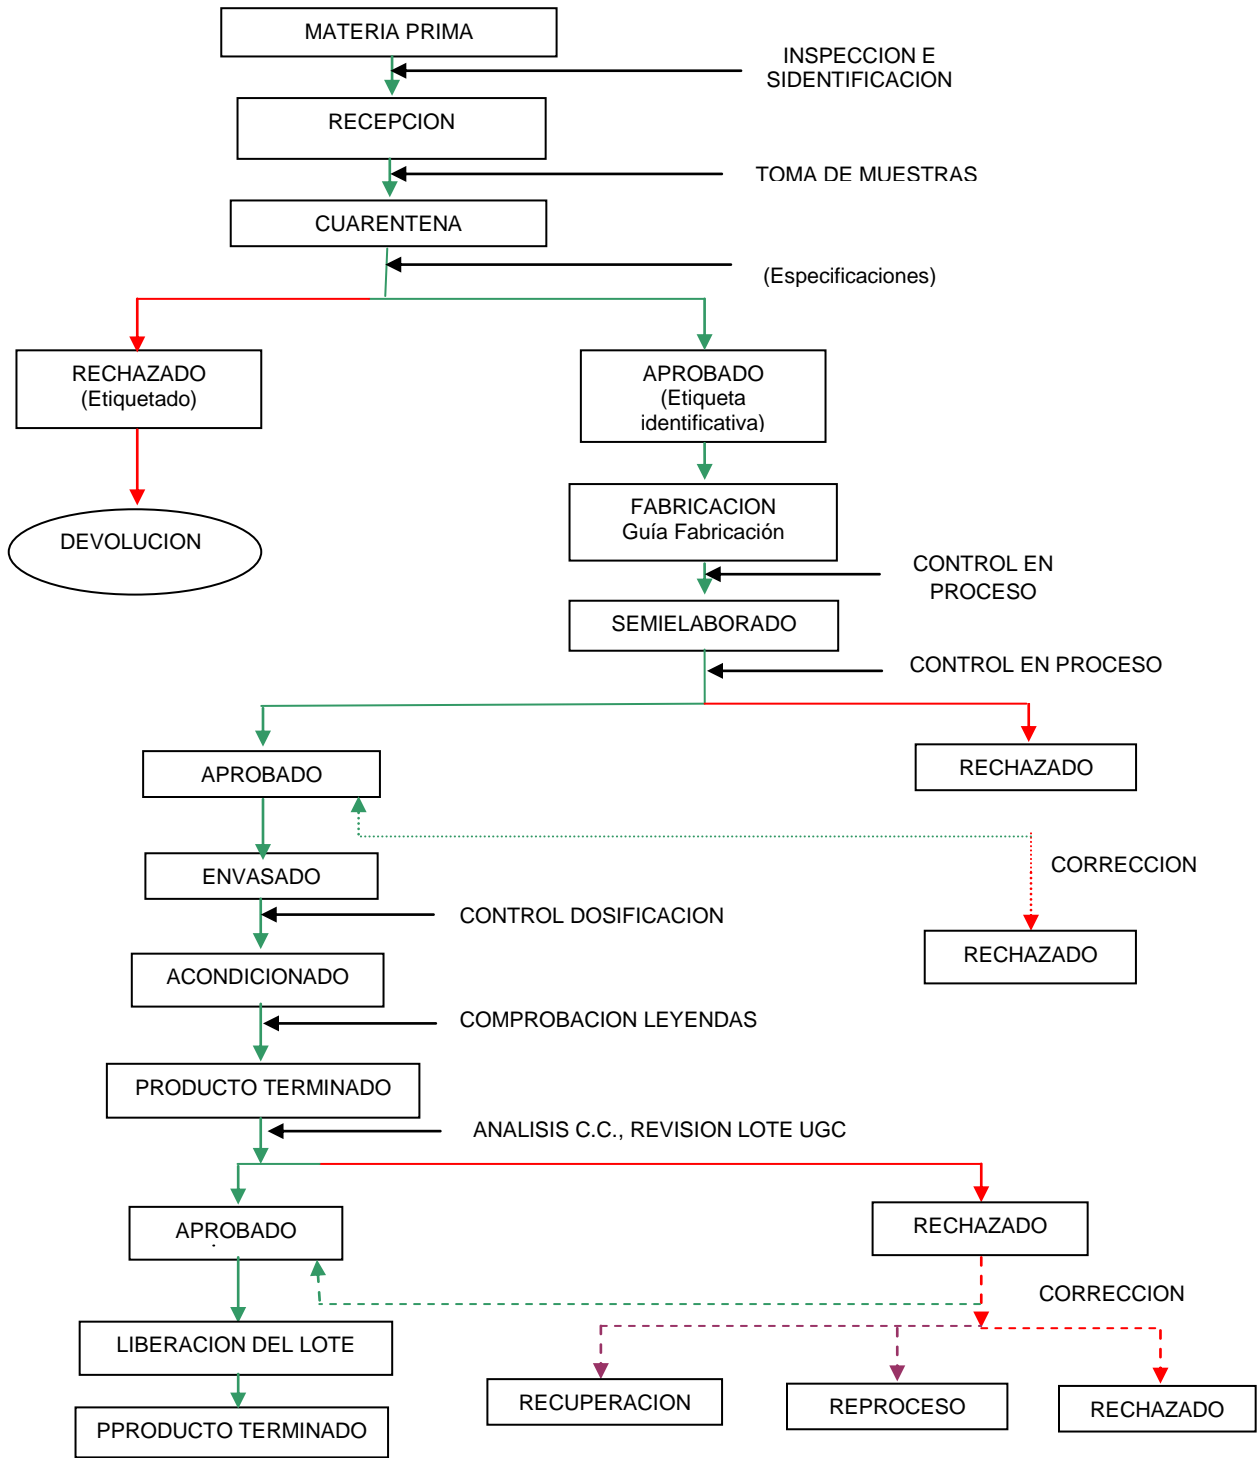 MATERIA PRIMA
INSPECCION E
SIDENTIFICACION
RECEPCION
TOMA DE MUESTRAS
CUARENTENA
(Especificaciones)
RECHAZADO
(Etiquetado)
APROBADO
(Etiqueta
identificativa)
DEVOLUCION
FABRICACION
Guía Fabricación
CONTROL EN
PROCESO
SEMIELABORADO
CONTROL EN PROCESO
APROBADO
RECHAZADO
ENVASADO
CORRECCION
CONTROL DOSIFICACION
RECHAZADO
ACONDICIONADO
COMPROBACION LEYENDAS
PRODUCTO TERMINADO
ANALISIS C.C., REVISION LOTE UGC
APROBADO
RECHAZADO
CORRECCION
LIBERACION DEL LOTE
RECUPERACION
REPROCESO
RECHAZADO
PPRODUCTO TERMINADO